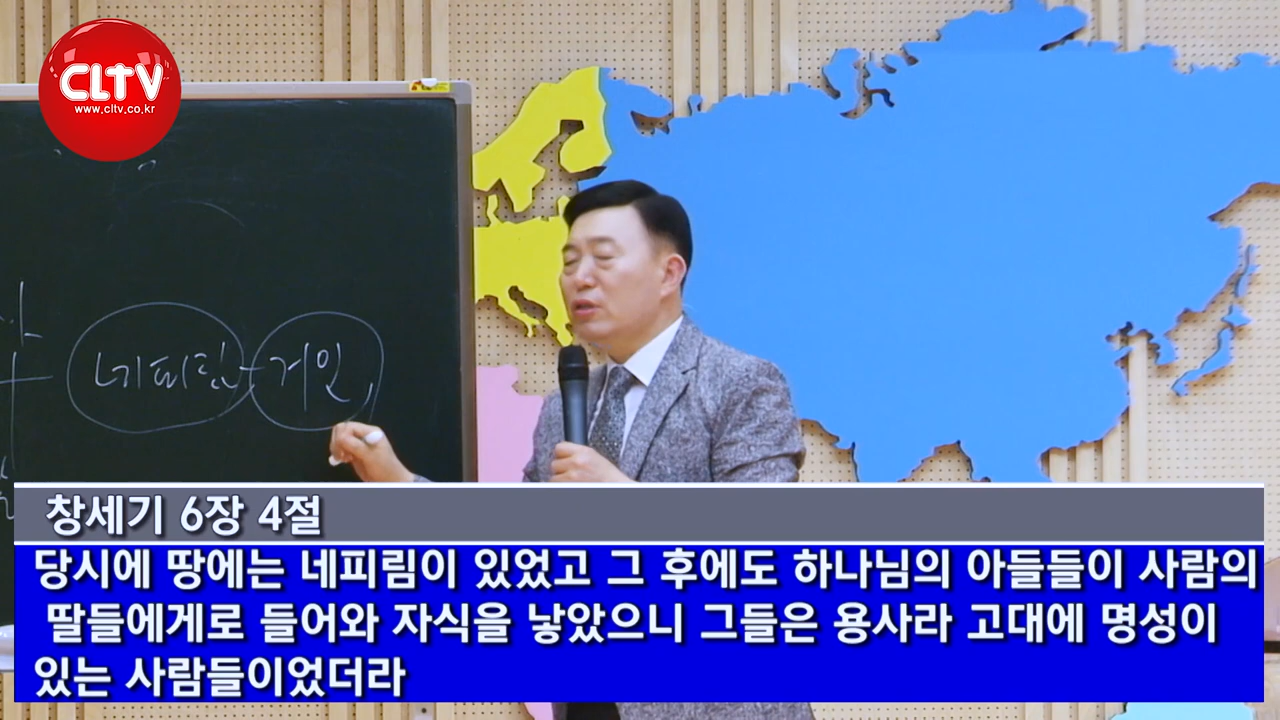 CLTV
www.cltv.co.kr
네피림 거인
창세기 6장 4절
당시에 땅에는 네피림이 있었고 그 후에도 하나님의 아들들이 사람의
딸들에게로 들어와 자식을 낳았으니 그들은 용사라 고대에 명성이
있는 사람들이었더라